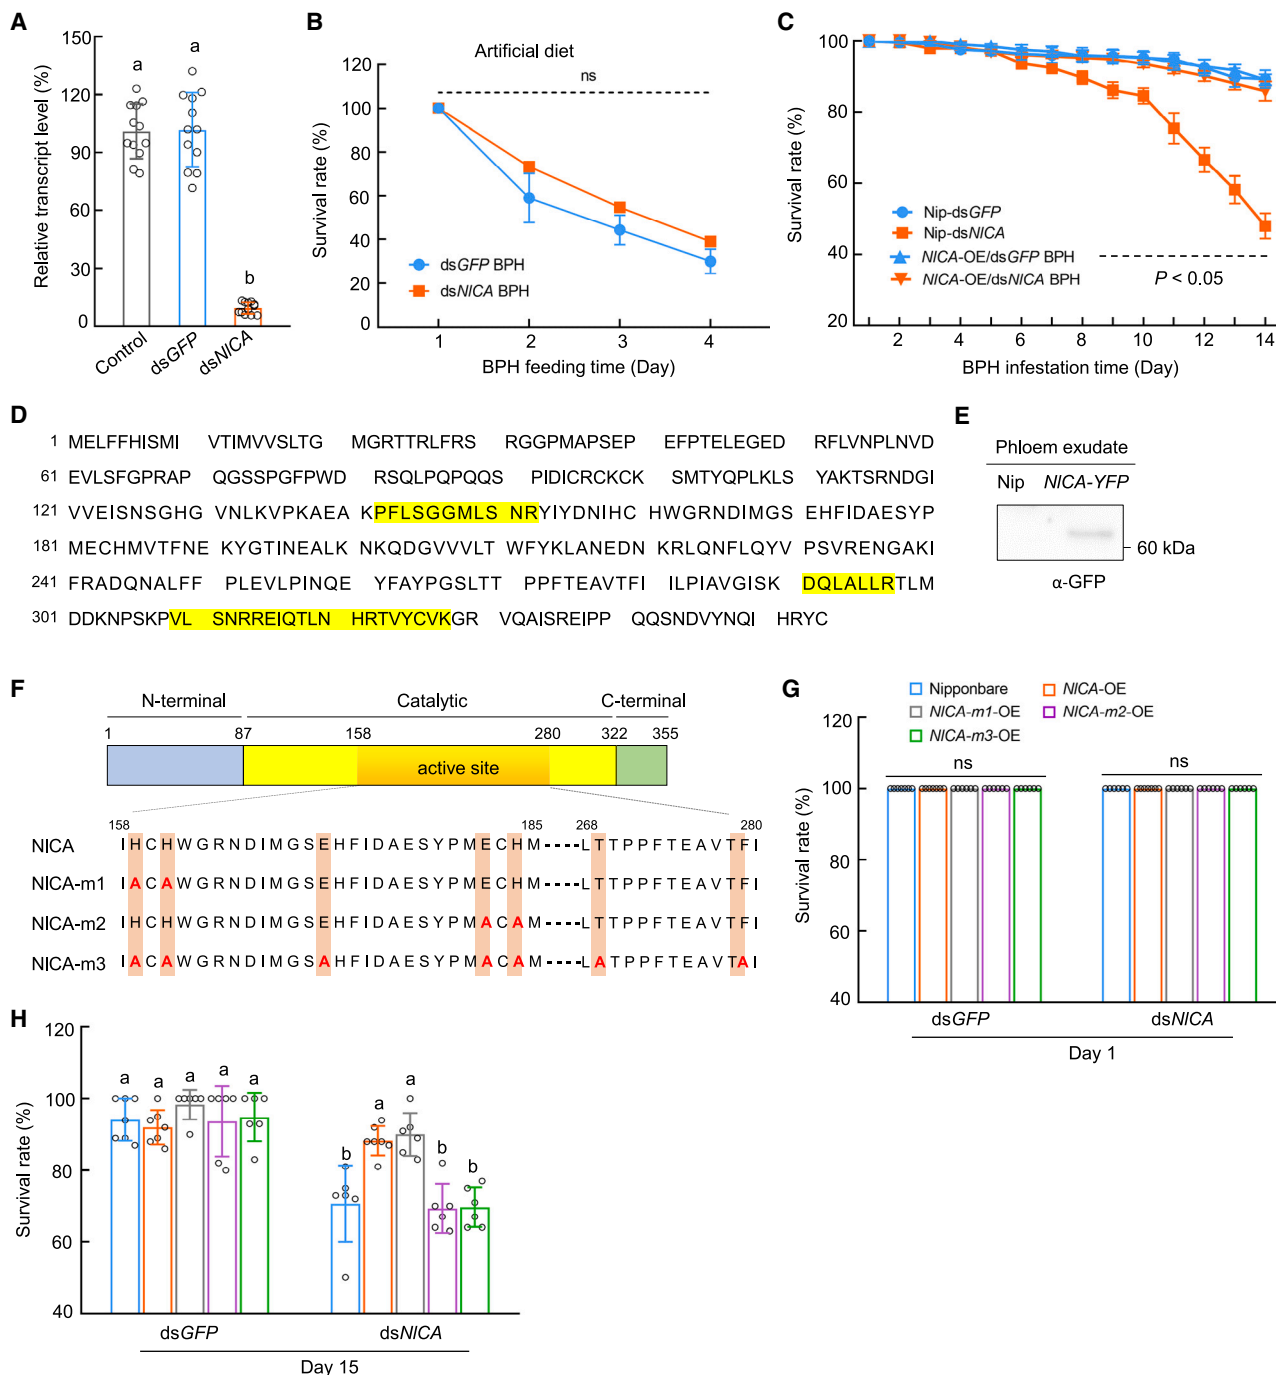 A
Relative transcript level (%)
150
120
90
60
30
0
a
a
b
Control
dsGFP
dsNlCA
B
Artificial diet
ns
Survival rate (%)
120
100
80
60
40
20
0
dsGFP BPH
dsNlCA BPH
1 2 3 4
BPH feeding time (Day)
C
Survival rate (%)
100
80
60
40
20
Nip-dsGFP
Nip-dsNlCA
NlCA-OE/dsGFP BPH
NlCA-OE/dsNlCA BPH
P < 0.05
2 4 6 8 10 12 14
BPH infestation time (Day)
D
1 MELFFHISMI VTIMVVSLTG MGRTTRLFRS RGGPMAPSEP EFPTELEGED RFLVNPLNVD
61 EVLSFGPRAP QGSSPGFPWD RSQLPQPQQS PIDICRCKCK SMTYQPLKLS YAKTSRNDGI
121 VVEISNSGHG VNLKVPKAEA KPFLSGGMLS NRYIYDNIHC HWGRNDIMGS EHFIDAESYP
181 MECHMVTFNE KYGTINEALK NKQDGVVVLT WFYKLANEDN KRLQNFLQYV PSVRENGAKI
241 FRADQNALFF PLEVLPINQE YFAYPGSLTT PPFTEAVTFI ILPIAVGISK DQLALLRTLM
301 DDKNPSKPVL SNRREIQTLN HRTVYCVKGR VQAISREIPP QQSNDVYNQI HRYC
E
Phloem exudate
Nip NlCA-YFP
60 kDa
α-GFP
F
N-terminal Catalytic C-terminal
1 87 158 280 322 355
active site
158 185 268 280
NlCA IHCHWGRNDIMGSEHFIDAESYPMECHM----LTTPPFTEAVTFI
NlCA-m1 IACAWGRNDIMGSEHFIDAESYPMECHM----LTTPPFTEAVTFI
NlCA-m2 IHCHWGRNDIMGSEHFIDAESYPMACAM----LTTPPFTEAVTFI
NlCA-m3 IACAWGRNDIMGSAHFIDAESYPMACAM----LATPPFTEAVTAI
G
Nipponbare
NlCA-OE
NlCA-m1-OE
NlCA-m2-OE
NlCA-m3-OE
Survival rate (%)
120
100
80
60
40
ns
ns
dsGFP dsNlCA
Day 1
H
Survival rate (%)
120
100
80
60
40
a a a a a
b a a b b
dsGFP dsNlCA
Day 15